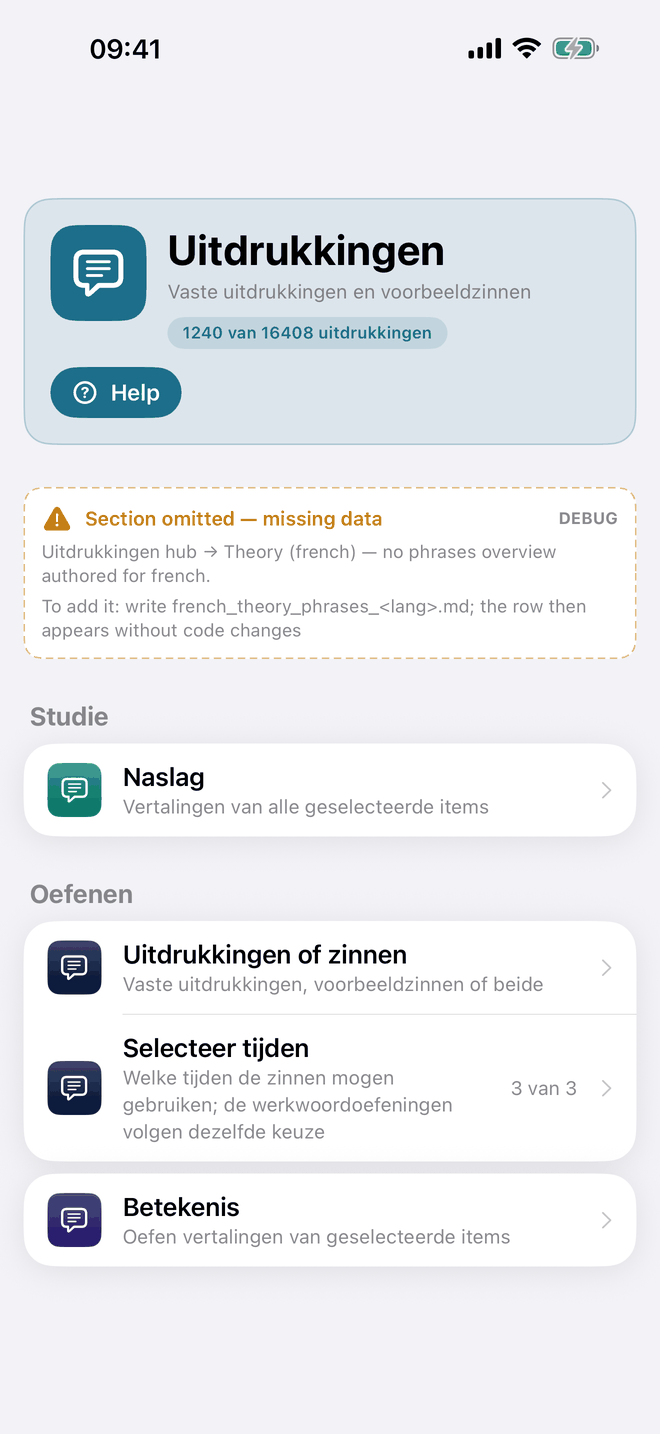 09:41
Uitdrukkingen
Vaste uitdrukkingen en voorbeeldzinnen
1240 van 16408 uitdrukkingen
Help
Section omitted — missing data
DEBUG
Uitdrukkingen hub → Theory (french) — no phrases overview
authored for french.
To add it: write french_theory_phrases_<lang>.md; the row then
appears without code changes
Studie
Naslag
Vertalingen van alle geselecteerde items
Oefenen
Uitdrukkingen of zinnen
Vaste uitdrukkingen, voorbeeldzinnen of beide
Selecteer tijden
Welke tijden de zinnen mogen
gebruiken; de werkwoordoefeningen
volgen dezelfde keuze
3 van 3
Betekenis
Oefen vertalingen van geselecteerde items